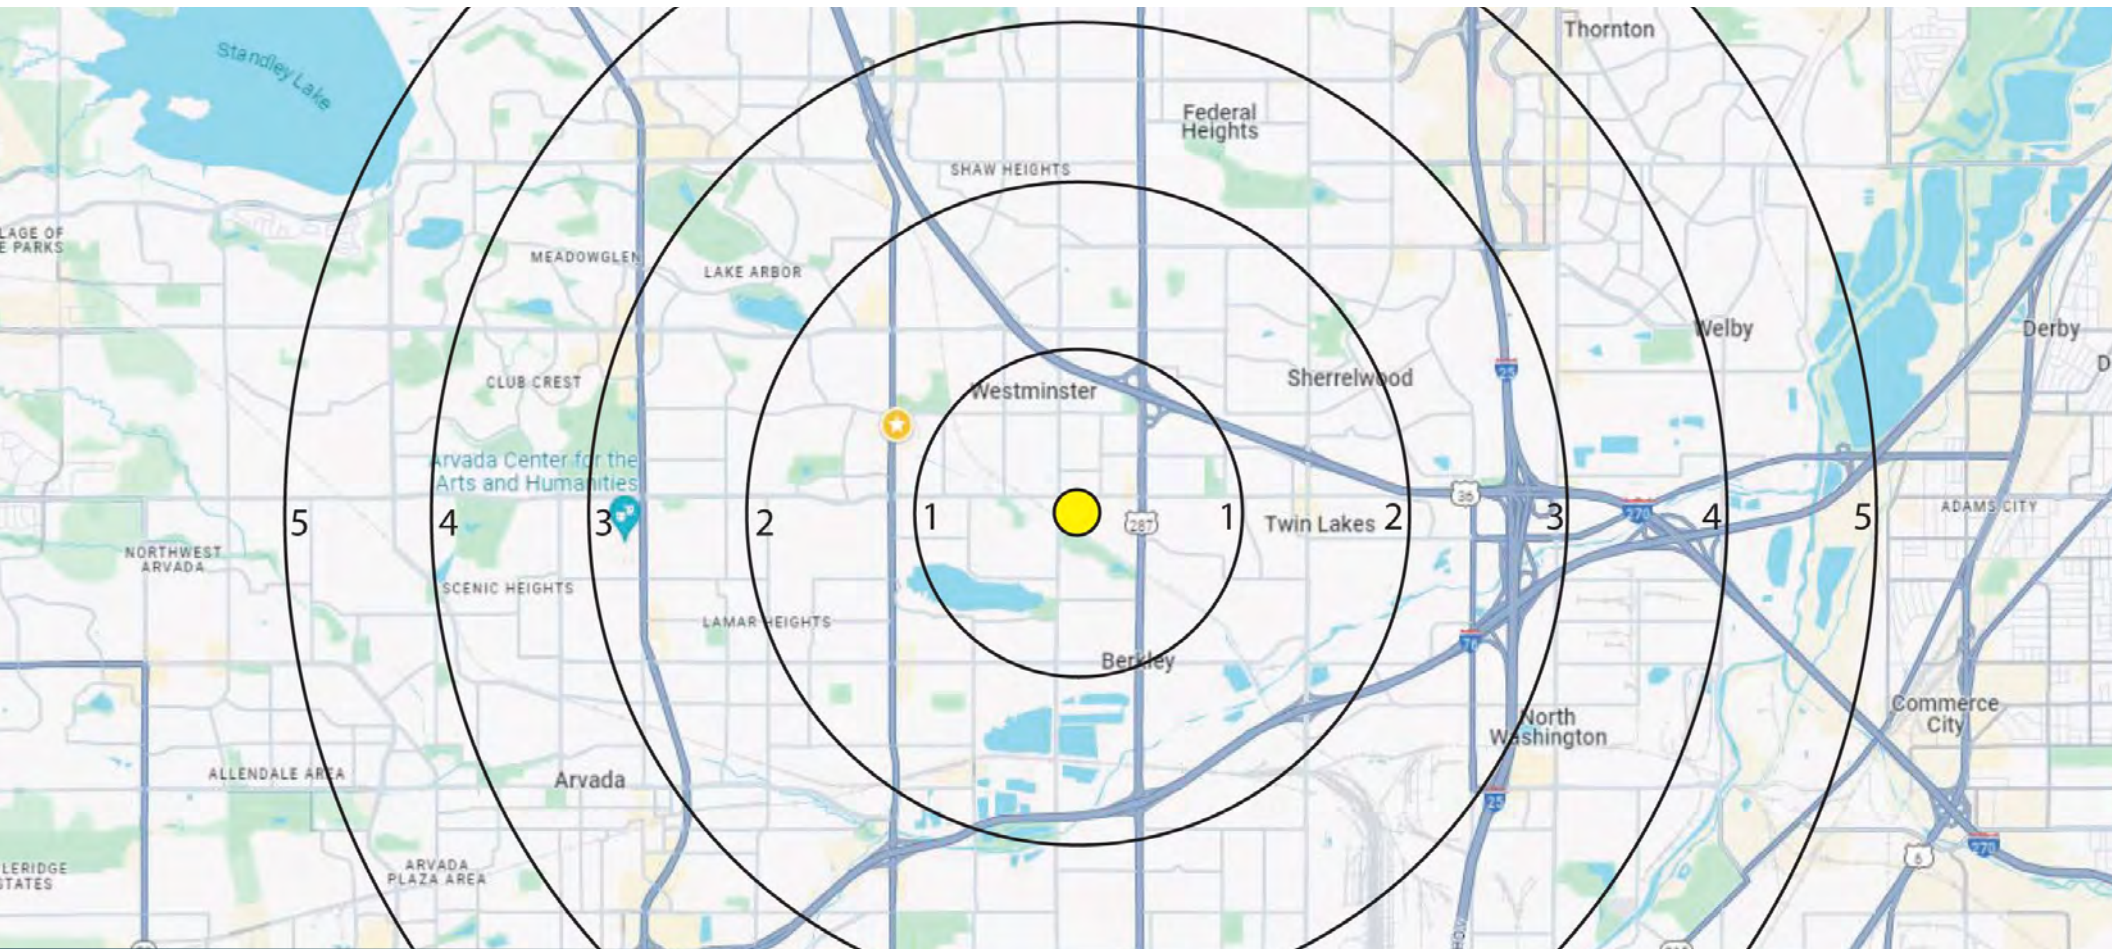 Thornton
Standley Lake
Federal
Heights
SHAW HEIGHTS
LAGE OF
E PARKS
MEADOWGLEN
LAKE ARBOR
Welby
Derby
D
CLUB CREST
Westminster
Sherrelwood
25
Arvada Center for the
Arts and Humanities
36
270
ADAMS CITY
5
4
3
2
1
287
1
Twin Lakes
2
3
4
5
NORTHWEST
ARVADA
SCENIC HEIGHTS
LAMAR HEIGHTS
76
Berkley
North
Washington
Commerce
City
ALLENDALE AREA
Arvada
25
6
270
LERIDGE
STATES
ARVADA
PLAZA AREA